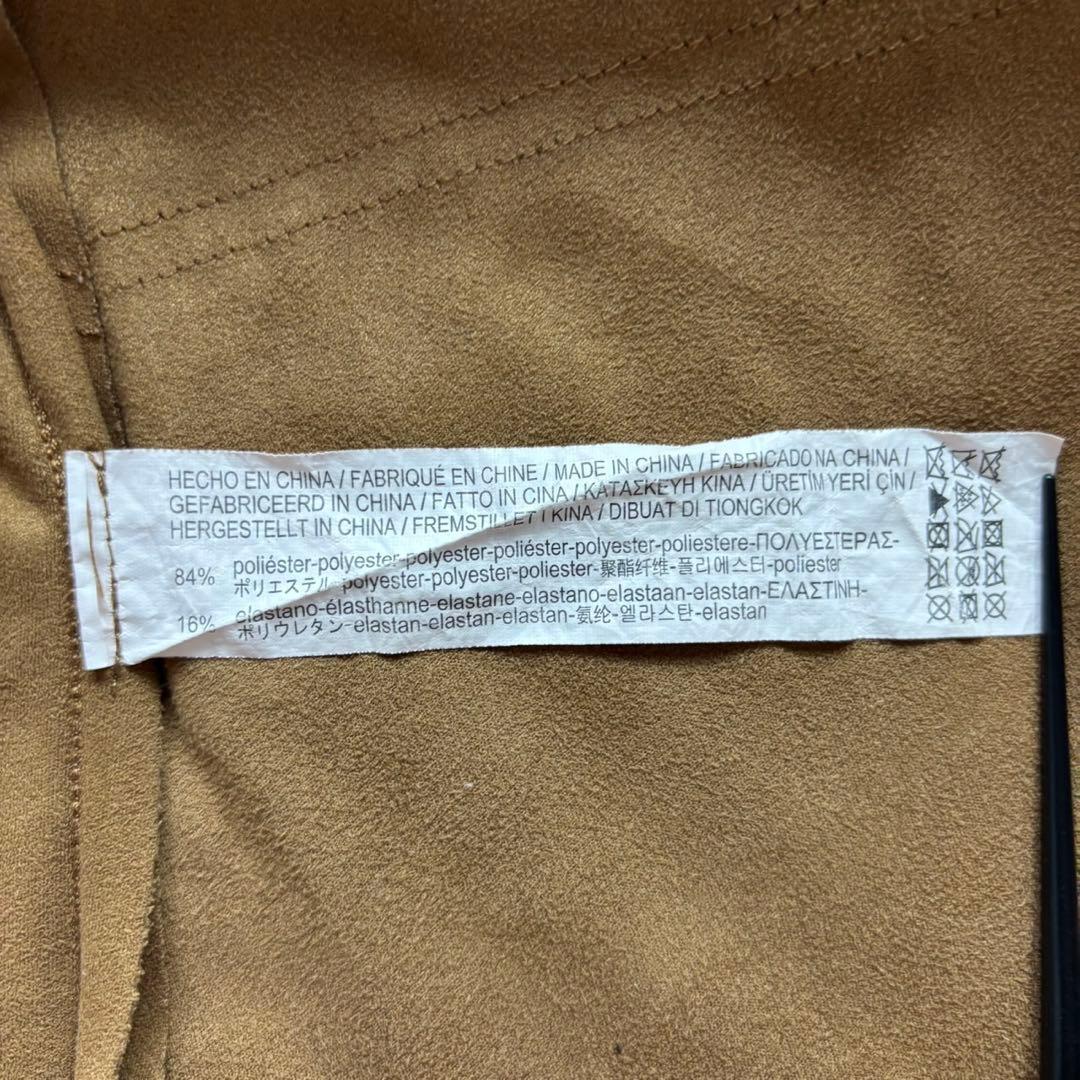 HECHO EN CHINA / FABRIQUÉ EN CHINE / MADE IN CHINA / FABRICADO NA CHINA /
GEFABRICEERD IN CHINA / FATTO IN CINA / ΚΑΤΑΣΚΕΥΗ ΚΙΝΑ / ÜRETİM YERİ ÇİN /
HERGESTELLT IN CHINA / FREMSTILLET I KINA / DIBUAT DI TIONGKOK
84% poliéster-polyester-polyester-poliéster-polyester-poliestere-ΠΟΛΥΕΣΤΕΡΑΣ-
ポリエステル-polyester-polyester-poliester-聚酯纤维-폴리에스터-poliester
16% elastano-élasthanne-elastane-elastano-elastaan-elastan-ΕΛΑΣΤΙΝΗ-
ポリウレタン-elastan-elastan-elastan-氨纶-엘라스탄-elastan